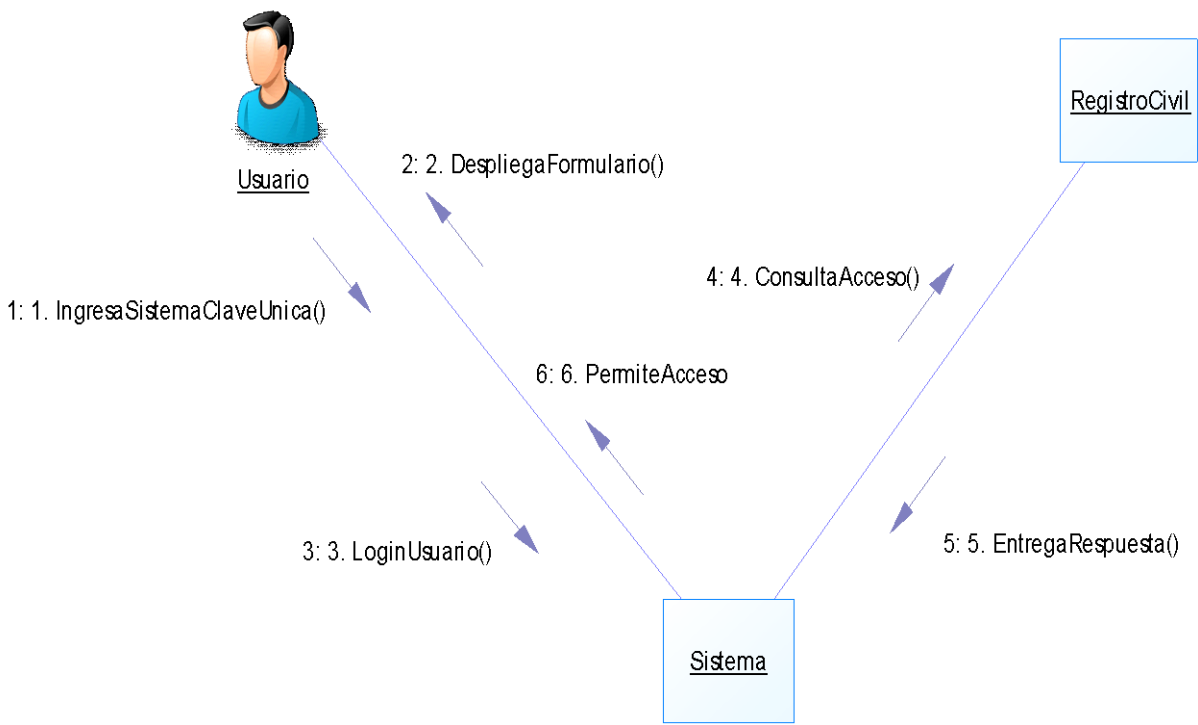 RegistroCivil
2: 2. DespliegaFormulario()
Usuario
4: 4. ConsultaAcceso()
1: 1. IngresaSistemaClaveUnica()
6: 6. PermiteAcceso
3: 3. LoginUsuario()
5: 5. EntregaRespuesta()
Sistema